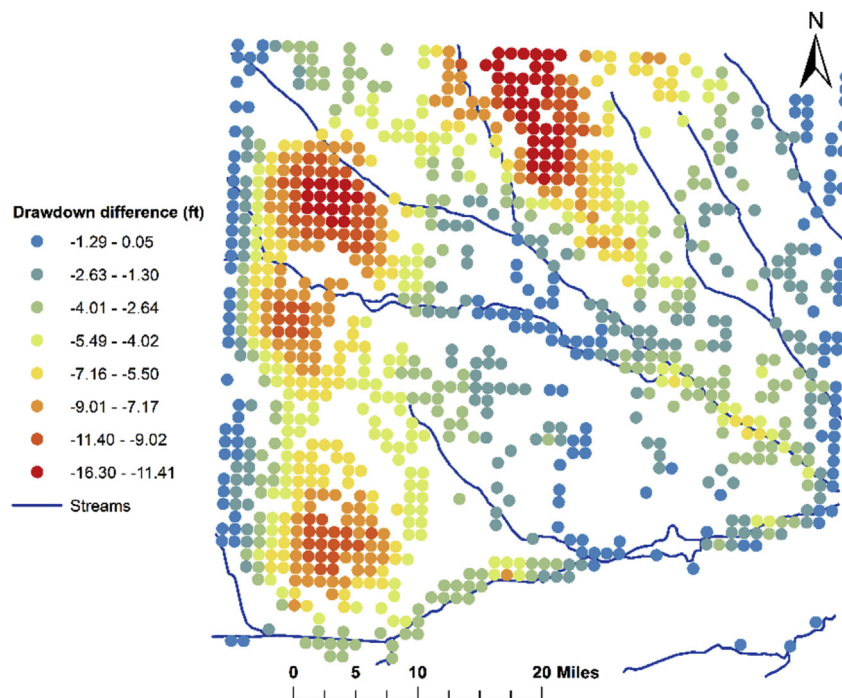 N
Drawdown difference (ft)
-1.29 - 0.05
-2.63 - -1.30
-4.01 - -2.64
-5.49 - -4.02
-7.16 - -5.50
-9.01 - -7.17
-11.40 - -9.02
-16.30 - -11.41
Streams
0 5 10 20 Miles